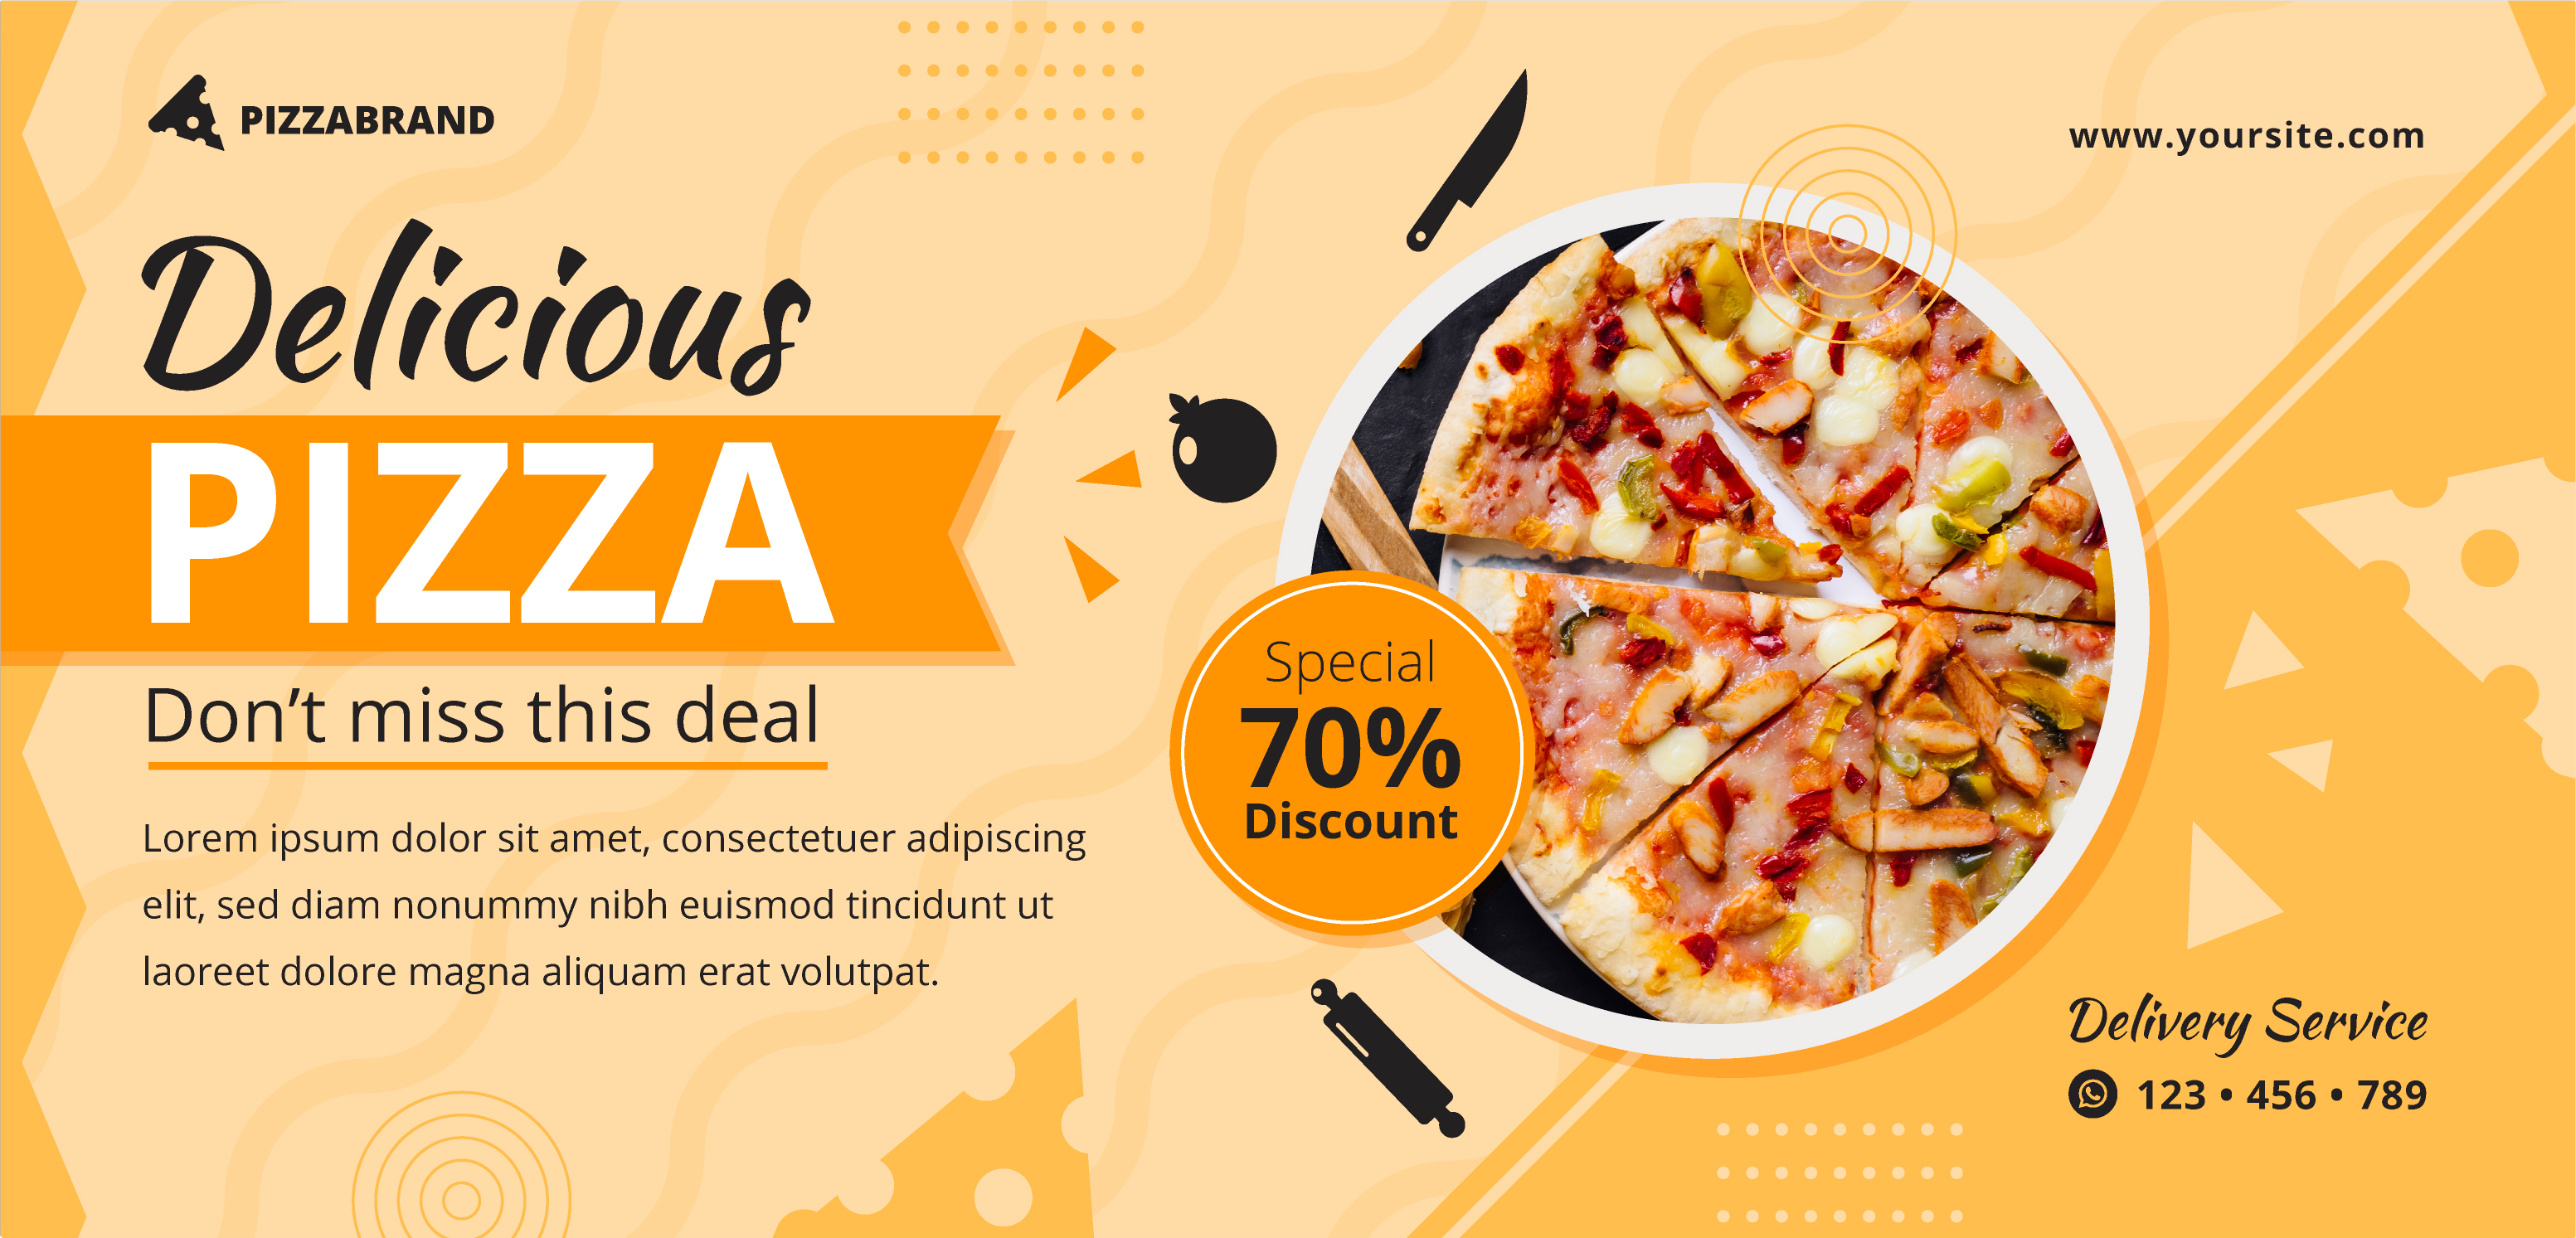 PIZZABRAND
www.yoursite.com
Delicious
PIZZA
Don’t miss this deal
Lorem ipsum dolor sit amet, consectetuer adipiscing
elit, sed diam nonummy nibh euismod tincidunt ut
laoreet dolore magna aliquam erat volutpat.
Special
70%
Discount
Delivery Service
123 • 456 • 789